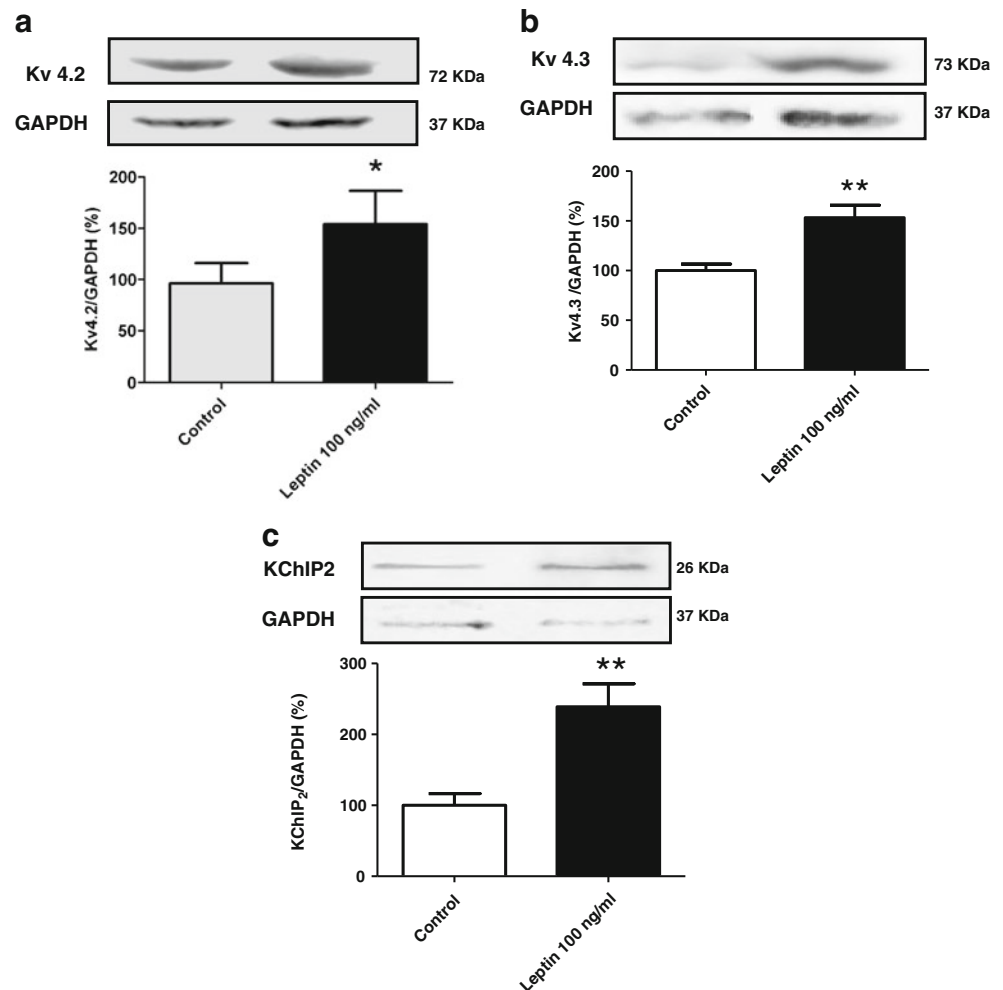 a
Kv 4.2
72 KDa
GAPDH
37 KDa
*
200
150
100
50
0
Kv4.2/GAPDH (%)
Control
Leptin 100 ng/ml
b
Kv 4.3
73 KDa
GAPDH
37 KDa
**
200
150
100
50
0
Kv4.3 /GAPDH (%)
Control
Leptin 100 ng/ml
c
KChIP2
26 KDa
GAPDH
37 KDa
**
300
200
100
0
KChIP₂/GAPDH (%)
Control
Leptin 100 ng/ml